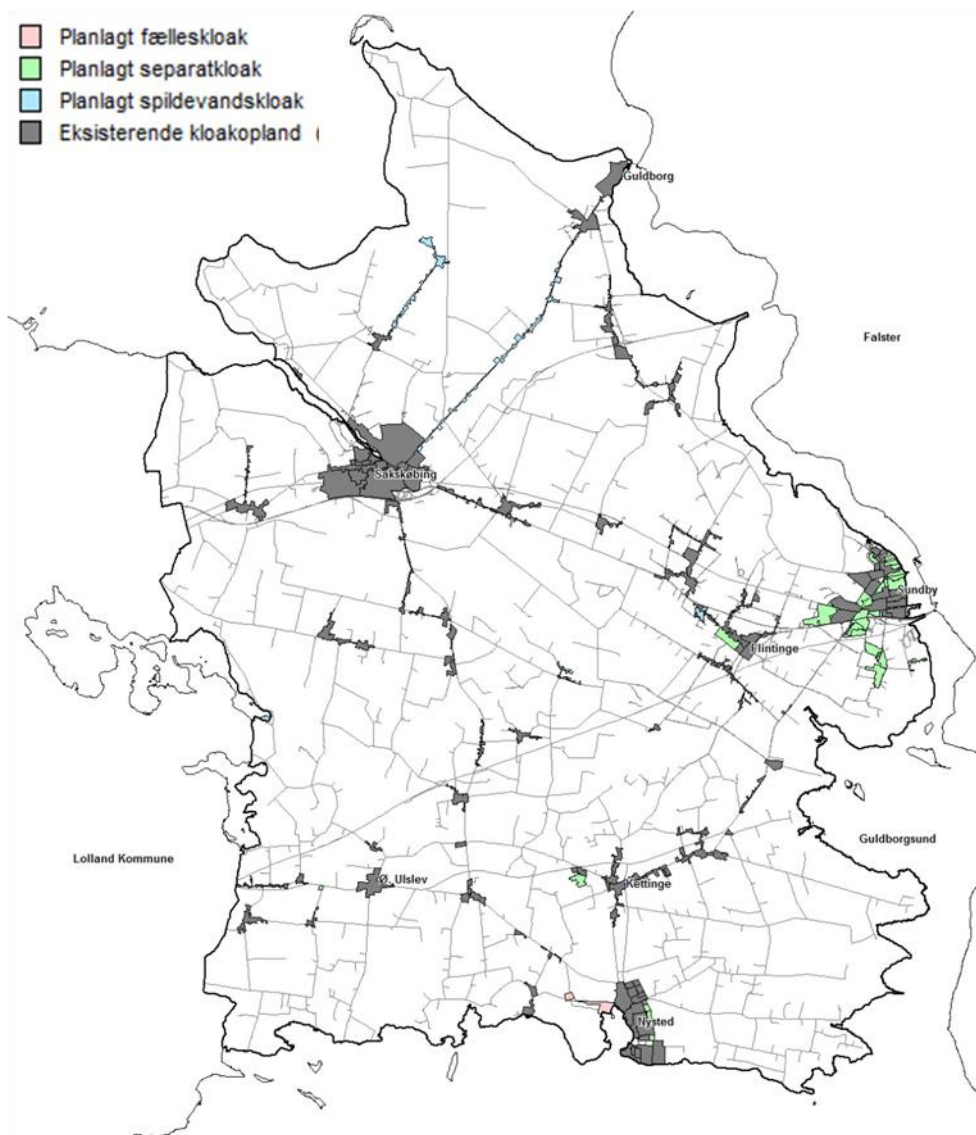 Planlagt fælleskloak
Planlagt separatkloak
Planlagt spildevandskloak
Eksisterende kloakopland (
Guldborg
Falster
Sakskøbing
Sundby
Flintinge
Guldborgsund
Lolland Kommune
Ø. Ulslev
Kettinge
Nysted